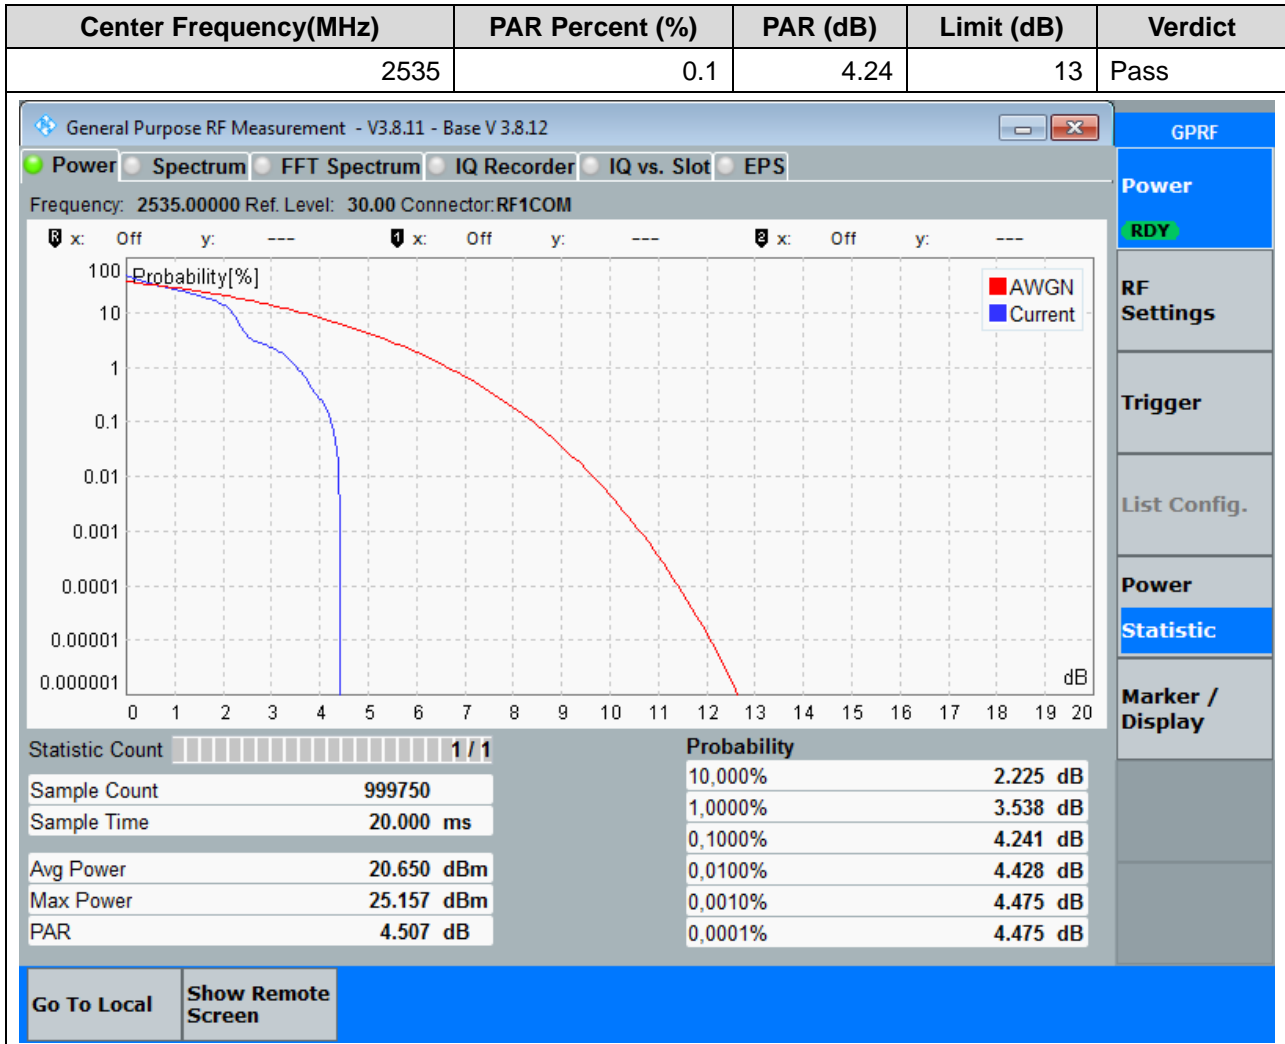 Center Frequency(MHz) PAR Percent (%) PAR (dB) Limit (dB) Verdict
2535 0.1 4.24 13 Pass
General Purpose RF Measurement - V3.8.11 - Base V 3.8.12
GPRF
Power Spectrum FFT Spectrum IQ Recorder IQ vs. Slot EPS
Frequency: 2535.00000 Ref. Level: 30.00 Connector: RF1COM
R x: Off y: --- 1 x: Off y: --- 2 x: Off y: ---
Probability[%]
AWGN
Current
100
10
1
0.1
0.01
0.001
0.0001
0.00001
0.000001
dB
0 1 2 3 4 5 6 7 8 9 10 11 12 13 14 15 16 17 18 19 20
Statistic Count 1 / 1
Sample Count 999750
Sample Time 20.000 ms
Avg Power 20.650 dBm
Max Power 25.157 dBm
PAR 4.507 dB
Probability
10,000% 2.225 dB
1,0000% 3.538 dB
0,1000% 4.241 dB
0,0100% 4.428 dB
0,0010% 4.475 dB
0,0001% 4.475 dB
Power
RDY
RF
Settings
Trigger
List Config.
Power
Statistic
Marker /
Display
Go To Local
Show Remote
Screen